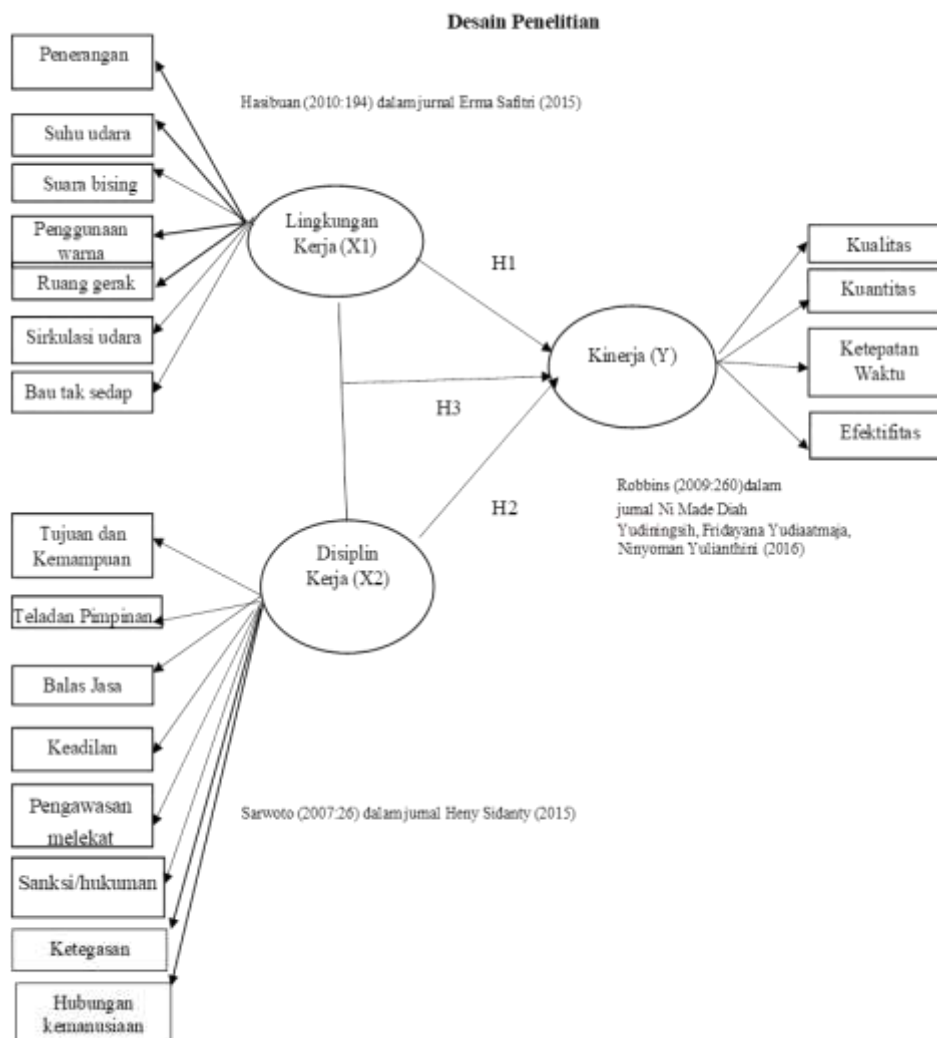 Desain Penelitian
Penerangan
Hasibuan (2010:194) dalam jurnal Erma Safitri (2015)
Suhu udara
Suara bising
Penggunaan
warna
Ruang gerak
Sirkulasi udara
Bau tak sedap
Lingkungan
Kerja (X1)
H1
Kualitas
Kuantitas
Kinerja (Y)
Ketepatan
Waktu
Efektifitas
H3
H2
Robbins (2009:260)dalam
jurnal Ni Made Diah
Yudiningsih, Fridayana Yudiaatmaja,
Ninyoman Yulianthini (2016)
Tujuan dan
Kemampuan
Disiplin
Kerja (X2)
Teladan Pimpinan
Balas Jasa
Keadilan
Pengawasan
melekat
Sarwoto (2007:26) dalam jurnal Heny Sidanty (2015)
Sanksi/hukuman
Ketegasan
Hubungan
kemanusiaan